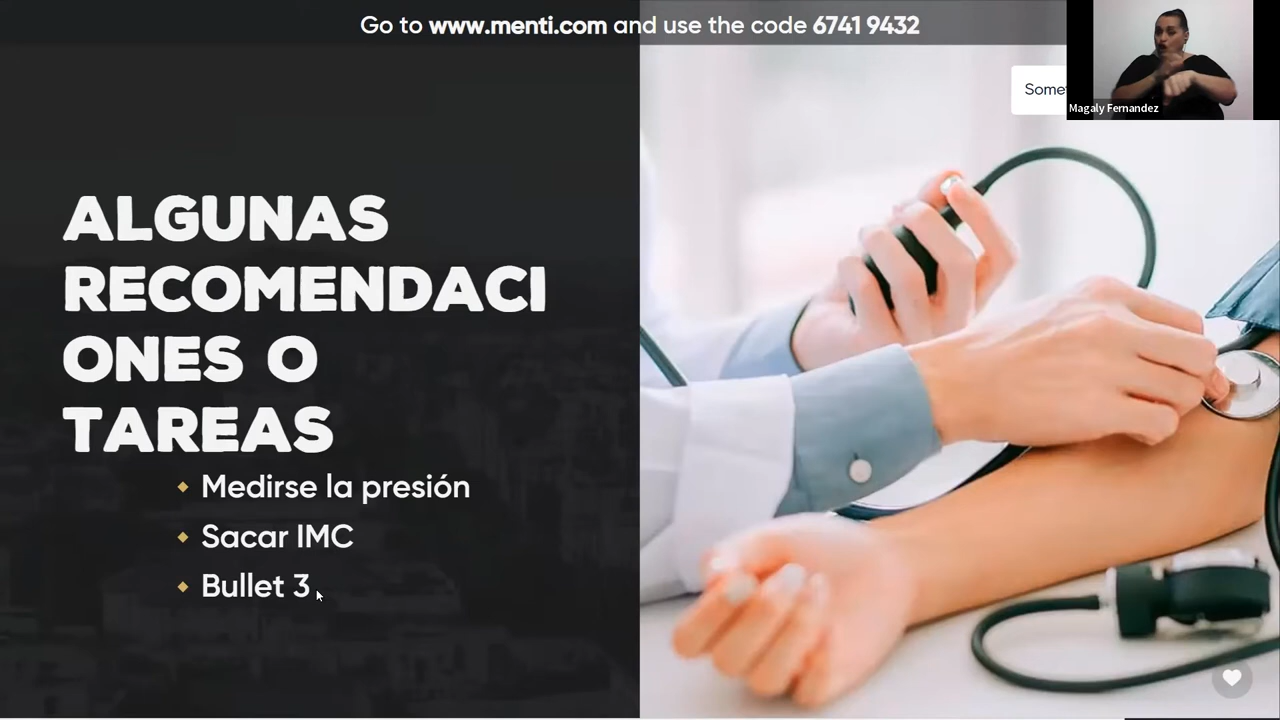 Go to www.menti.com and use the code 6741 9432
Magaly Fernandez
ALGUNAS
RECOMENDACI
ONES O
TAREAS
Medirse la presión
Sacar IMC
Bullet 3